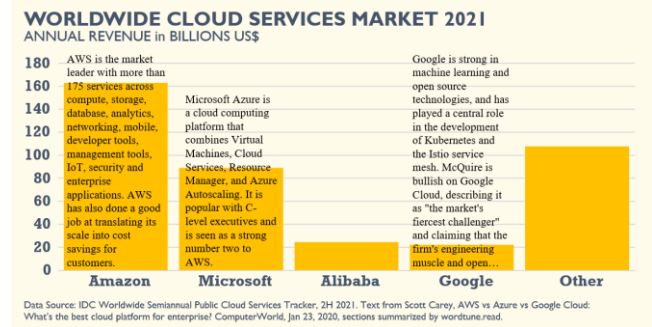 WORLDWIDE CLOUD SERVICES MARKET 2021
ANNUAL REVENUE in BILLIONS US$
180
160
140
120
100
80
60
40
20
0
AWS is the market
leader with more than
175 services across
compute, storage,
database, analytics,
networking, mobile,
developer tools,
management tools,
IoT, security and
enterprise
applications. AWS
has also done a good
job at translating its
scale into cost
savings for
customers.
Microsoft Azure is
a cloud computing
platform that
combines Virtual
Machines, Cloud
Services, Resource
Manager, and Azure
Autoscaling. It is
popular with C-
level executives and
is seen as a strong
number two to
AWS.
Google is strong in
machine learning and
open source
technologies, and has
played a central role
in the development
of Kubernetes and
the Istio service
mesh. McQuire is
bullish on Google
Cloud, describing it
as "the market's
fiercest challenger"
and claiming that the
firm's engineering
muscle and open…
Amazon
Microsoft
Alibaba
Google
Other
Data Source: IDC Worldwide Semiannual Public Cloud Services Tracker, 2H 2021. Text from Scott Carey, AWS vs Azure vs Google Cloud:
What's the best cloud platform for enterprise? ComputerWorld, Jan 23, 2020, sections summarized by wordtune.read.